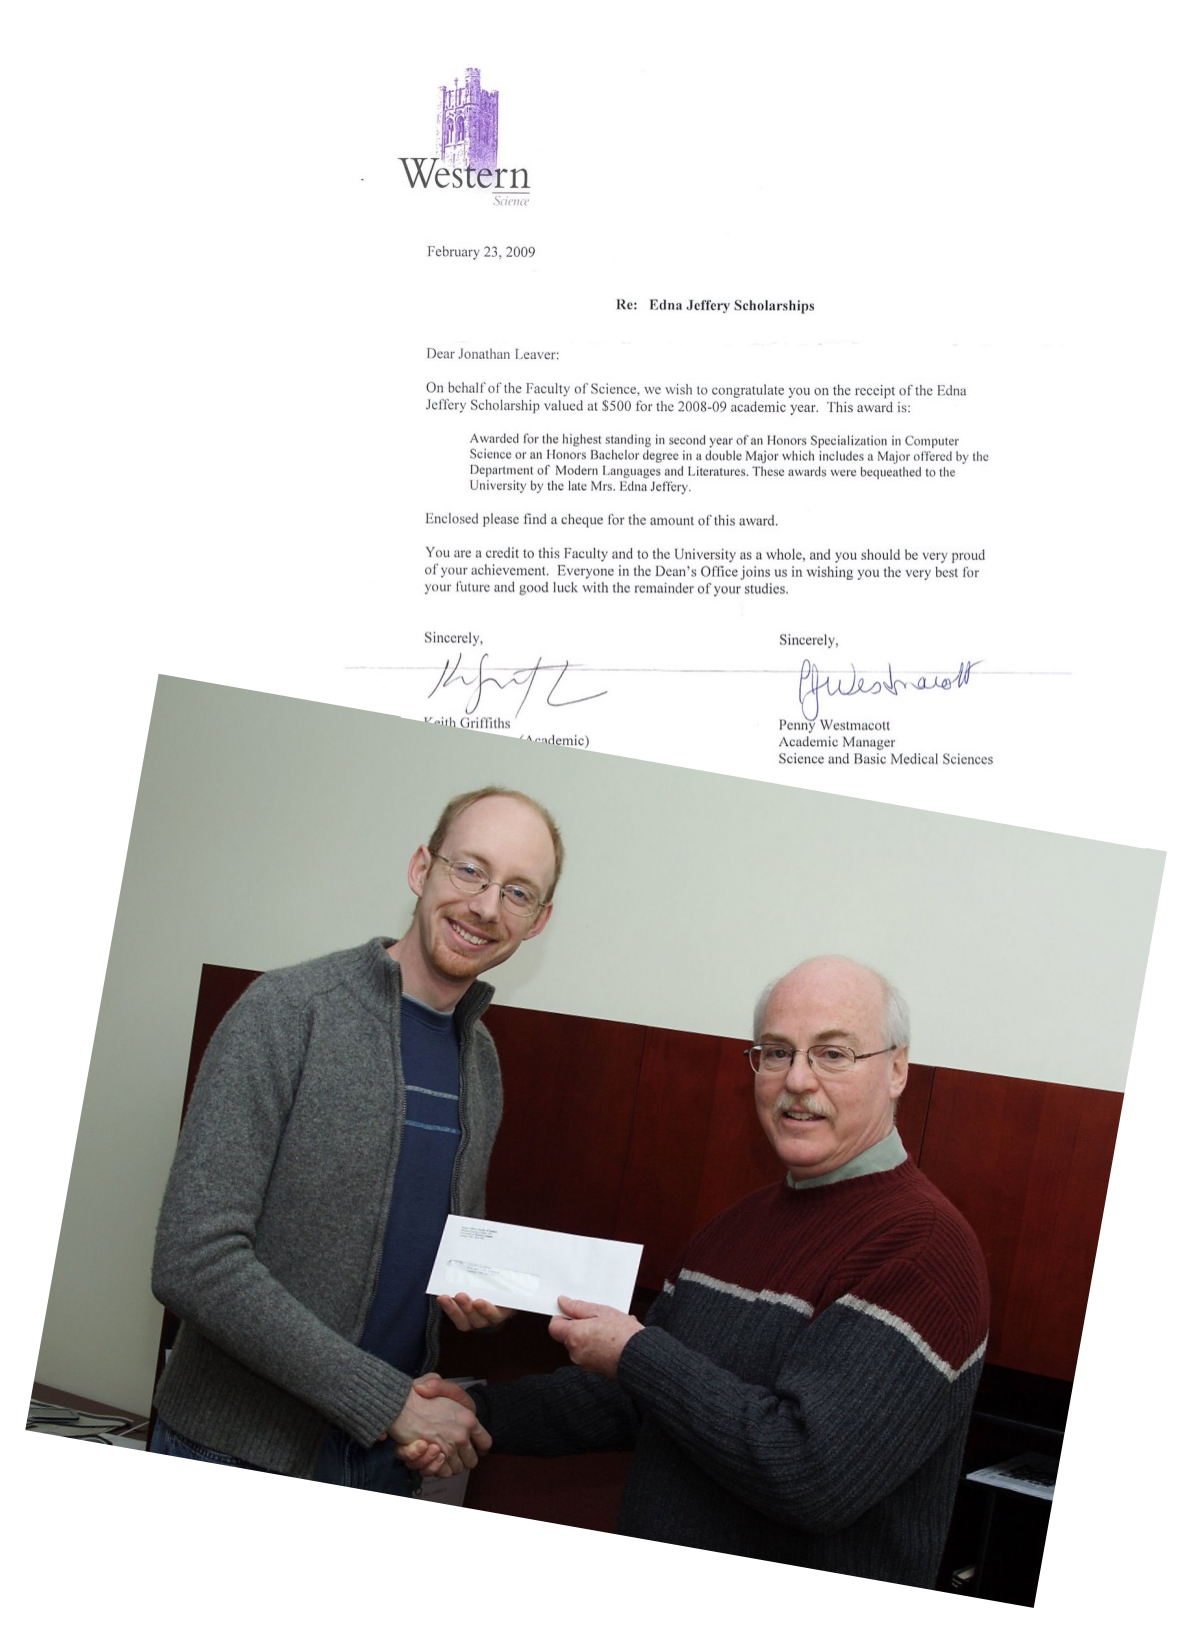 Western
Science
February 23, 2009
Re: Edna Jeffery Scholarships
Dear Jonathan Leaver:
On behalf of the Faculty of Science, we wish to congratulate you on the receipt of the Edna
Jeffery Scholarship valued at $500 for the 2008-09 academic year. This award is:
Awarded for the highest standing in second year of an Honors Specialization in Computer
Science or an Honors Bachelor degree in a double Major which includes a Major offered by the
Department of Modern Languages and Literatures. These awards were bequeathed to the
University by the late Mrs. Edna Jeffery.
Enclosed please find a cheque for the amount of this award.
You are a credit to this Faculty and to the University as a whole, and you should be very proud
of your achievement. Everyone in the Dean's Office joins us in wishing you the very best for
your future and good luck with the remainder of your studies.
Sincerely,
Sincerely,
PJWestmacott
Keith Griffiths
Penny Westmacott
(Academic)
Academic Manager
Science and Basic Medical Sciences